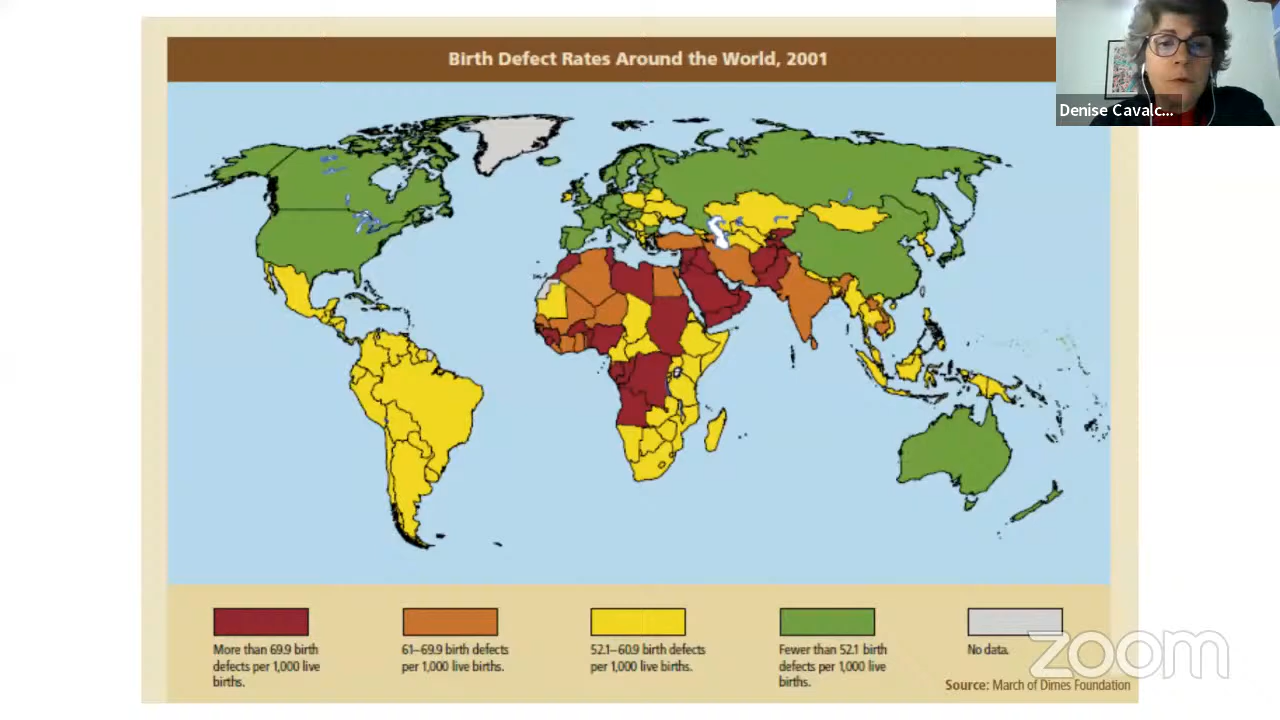 Birth Defect Rates Around the World, 2001
Denise Cavalc...
More than 69.9 birth
defects per 1,000 live
births.
61–69.9 birth defects
per 1,000 live births.
52.1–60.9 birth defects
per 1,000 live births.
Fewer than 52.1 birth
defects per 1,000 live
births.
No data.
Source: March of Dimes Foundation
zoom